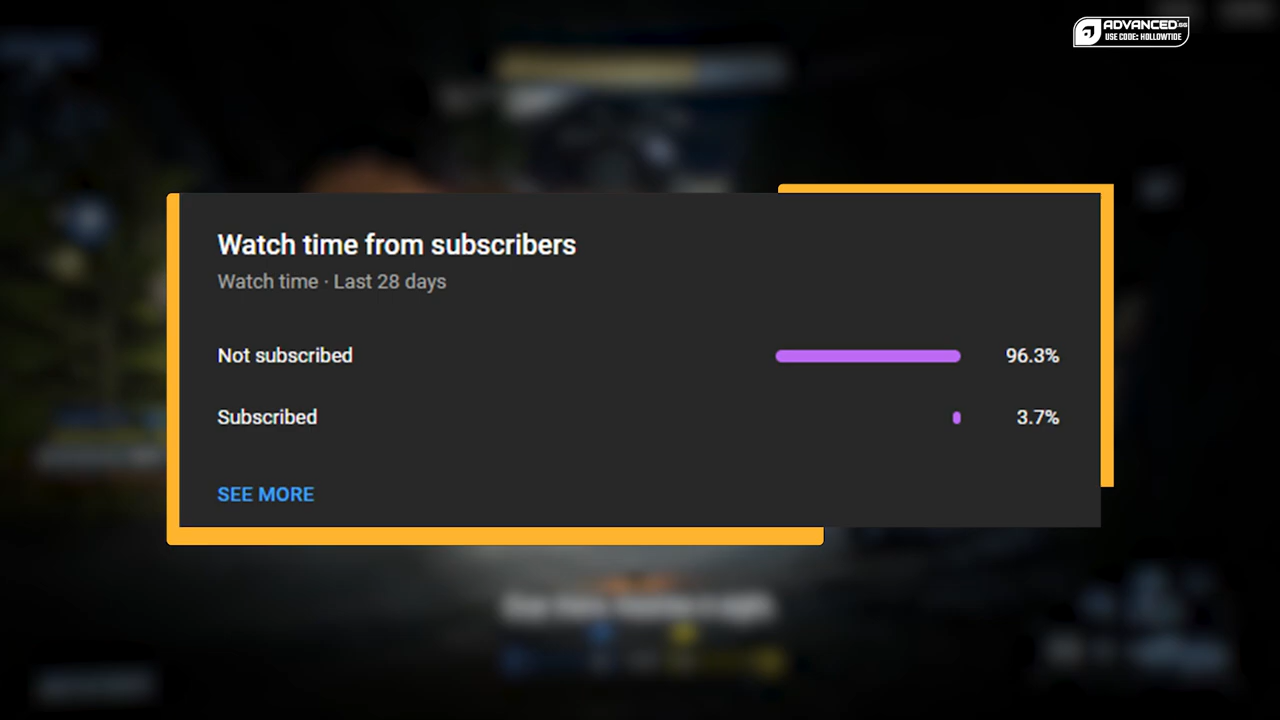 ADVANCED.GG
USE CODE: HOLLOWTIDE
Watch time from subscribers
Watch time · Last 28 days
Not subscribed 96.3%
Subscribed 3.7%
SEE MORE